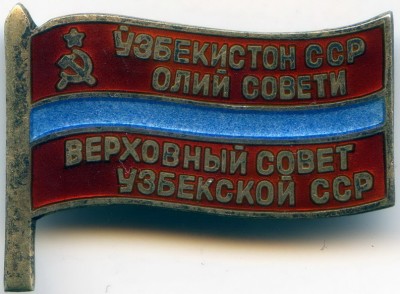 ЎЗБЕКИСТОН ССР
ОЛИЙ СОВЕТИ
ВЕРХОВНЫЙ СОВЕТ
УЗБЕКСКОЙ ССР